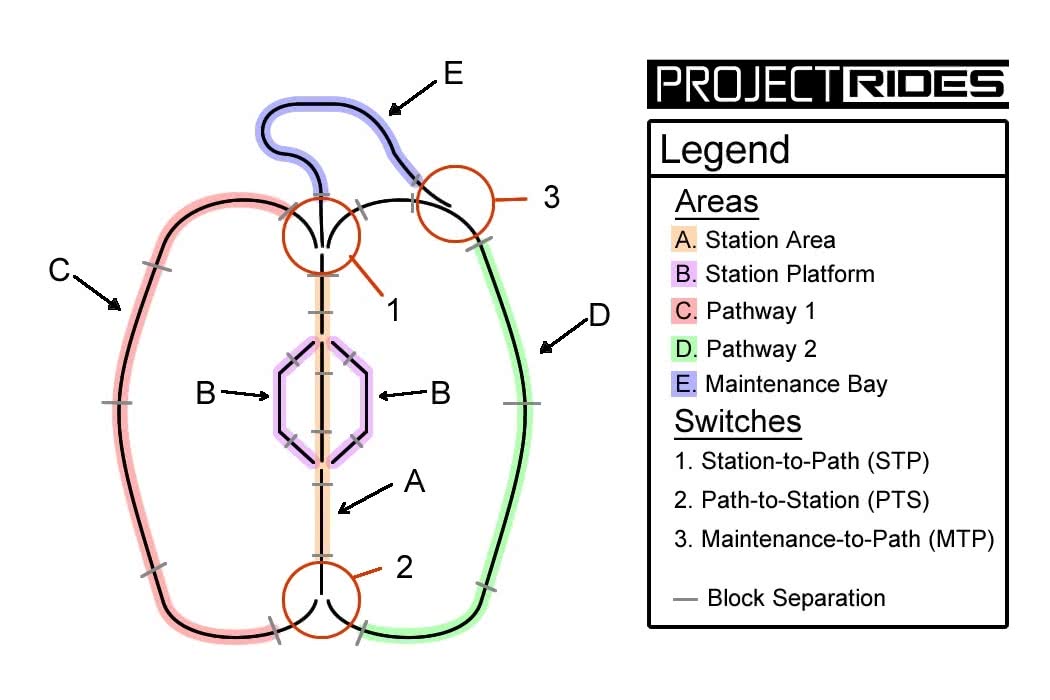 E
3
C
1
D
B
B
A
2
PROJECTRIDES
Legend
Areas
A. Station Area
B. Station Platform
C. Pathway 1
D. Pathway 2
E. Maintenance Bay
Switches
1. Station-to-Path (STP)
2. Path-to-Station (PTS)
3. Maintenance-to-Path (MTP)
Block Separation